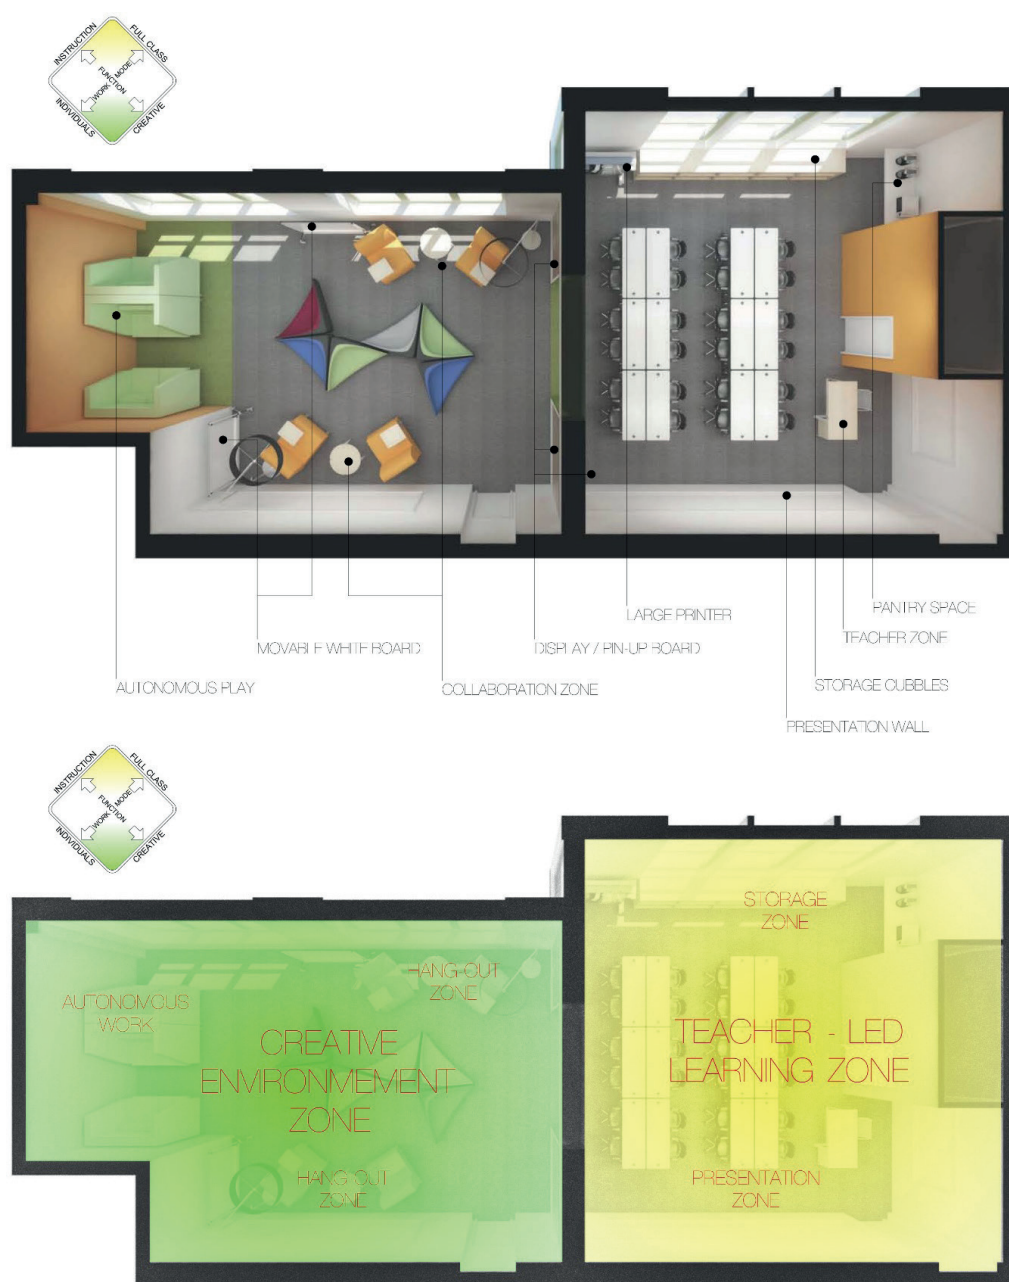 INSTRUCTION
FULL CLASS
FUNCTION
MODE
WORK
INDIVIDUALS
CREATIVE
LARGE PRINTER
PANTRY SPACE
TEACHER ZONE
MOVABLE WHITE BOARD
DISPLAY / PIN-UP BOARD
AUTONOMOUS PLAY
COLLABORATION ZONE
STORAGE CUBBLES
PRESENTATION WALL
INSTRUCTION
FULL CLASS
FUNCTION
MODE
WORK
INDIVIDUALS
CREATIVE
STORAGE
ZONE
HANG-OUT
ZONE
AUTONOMOUS
WORK
CREATIVE
ENVIRONMEMENT
ZONE
TEACHER - LED
LEARNING ZONE
HANG-OUT
ZONE
PRESENTATION
ZONE